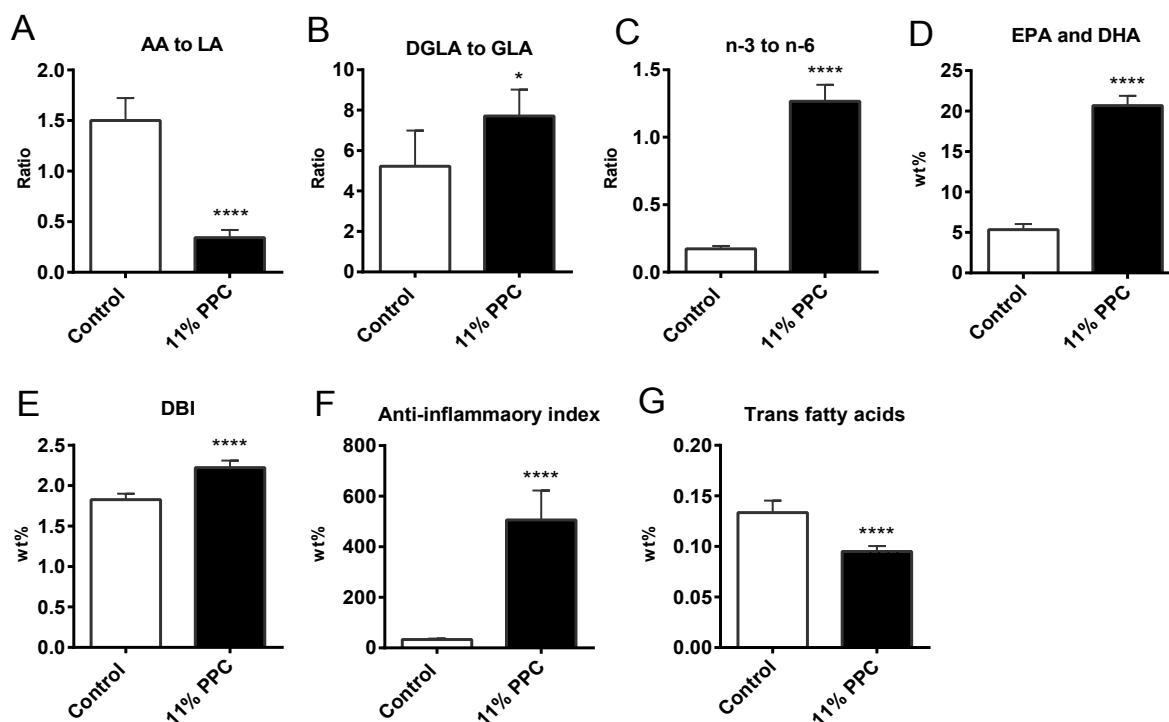 A
AA to LA
Ratio
2.0
1.5
1.0
0.5
0.0
****
Control
11% PPC
B
DGLA to GLA
Ratio
10
8
6
4
2
0
*
Control
11% PPC
C
n-3 to n-6
Ratio
1.5
1.0
0.5
0.0
****
Control
11% PPC
D
EPA and DHA
wt%
25
20
15
10
5
0
****
Control
11% PPC
E
DBI
wt%
2.5
2.0
1.5
1.0
0.5
0.0
****
Control
11% PPC
F
Anti-inflammaory index
wt%
800
600
400
200
0
****
Control
11% PPC
G
Trans fatty acids
wt%
0.20
0.15
0.10
0.05
0.00
****
Control
11% PPC